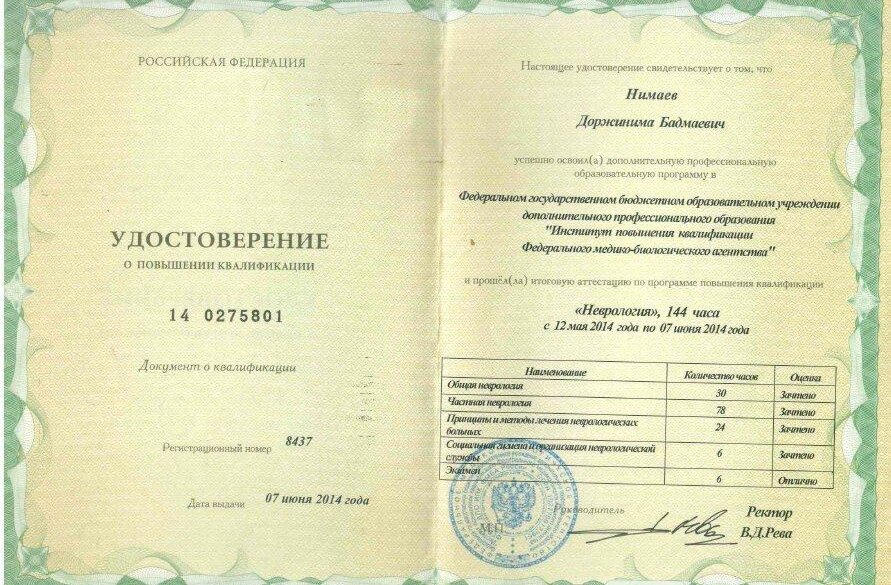 РОССИЙСКАЯ ФЕДЕРАЦИЯ
УДОСТОВЕРЕНИЕ
О ПОВЫШЕНИИ КВАЛИФИКАЦИИ
14 0275801
Документ о квалификации
Регистрационный номер 8437
Дата выдачи 07 июня 2014 года
Настоящее удостоверение свидетельствует о том, что
Нимаев
Доржинима Бадмаевич
успешно освоил(а) дополнительную профессиональную
образовательную программу в
Федеральном государственном бюджетном образовательном учреждении
дополнительного профессионального образования
"Институт повышения квалификации
Федерального медико-биологического агентства"
и прошёл(ла) итоговую аттестацию по программе повышения квалификации
«Неврология», 144 часа
с 12 мая 2014 года по 07 июня 2014 года
Наименование Количество часов Оценка
Общая неврология 30 Зачтено
Частная неврология 78 Зачтено
Принципы и методы лечения неврологических
больных 24 Зачтено
Социальная гигиена и организация неврологической
службы 6 Зачтено
Экзамен 6 Отлично
Руководитель Ректор
М.П. В.Д.Рева